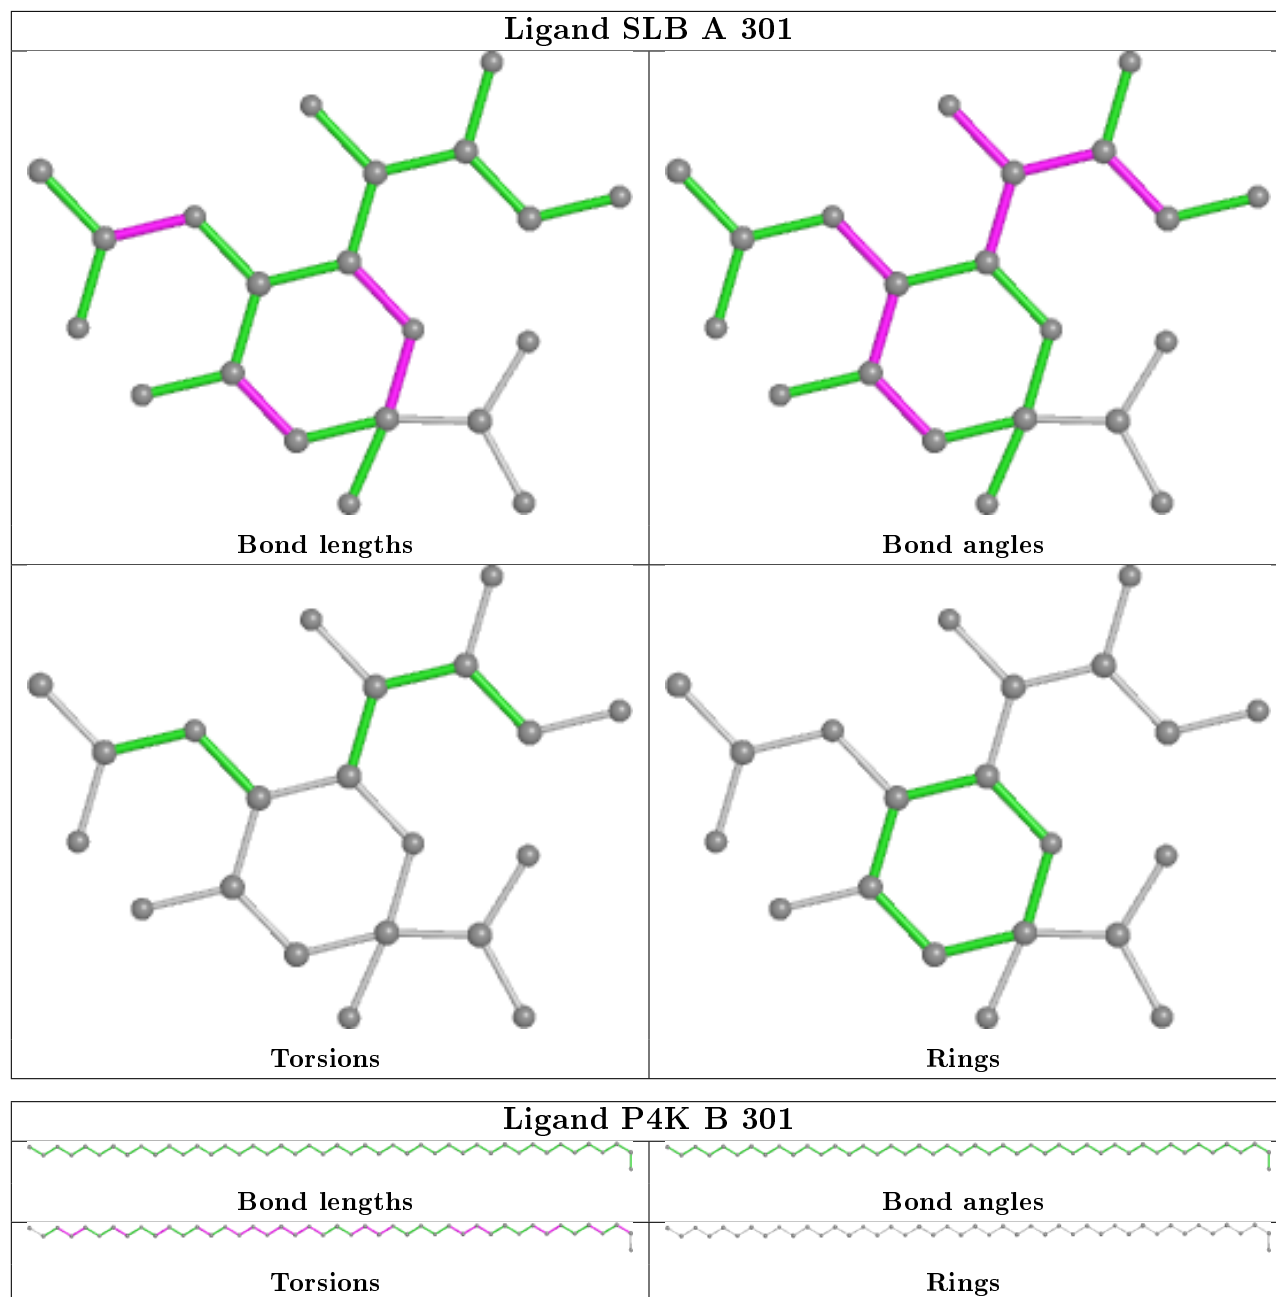 Ligand SLB A 301
Bond lengths
Bond angles
Torsions
Rings
Ligand P4K B 301
Bond lengths
Bond angles
Torsions
Rings